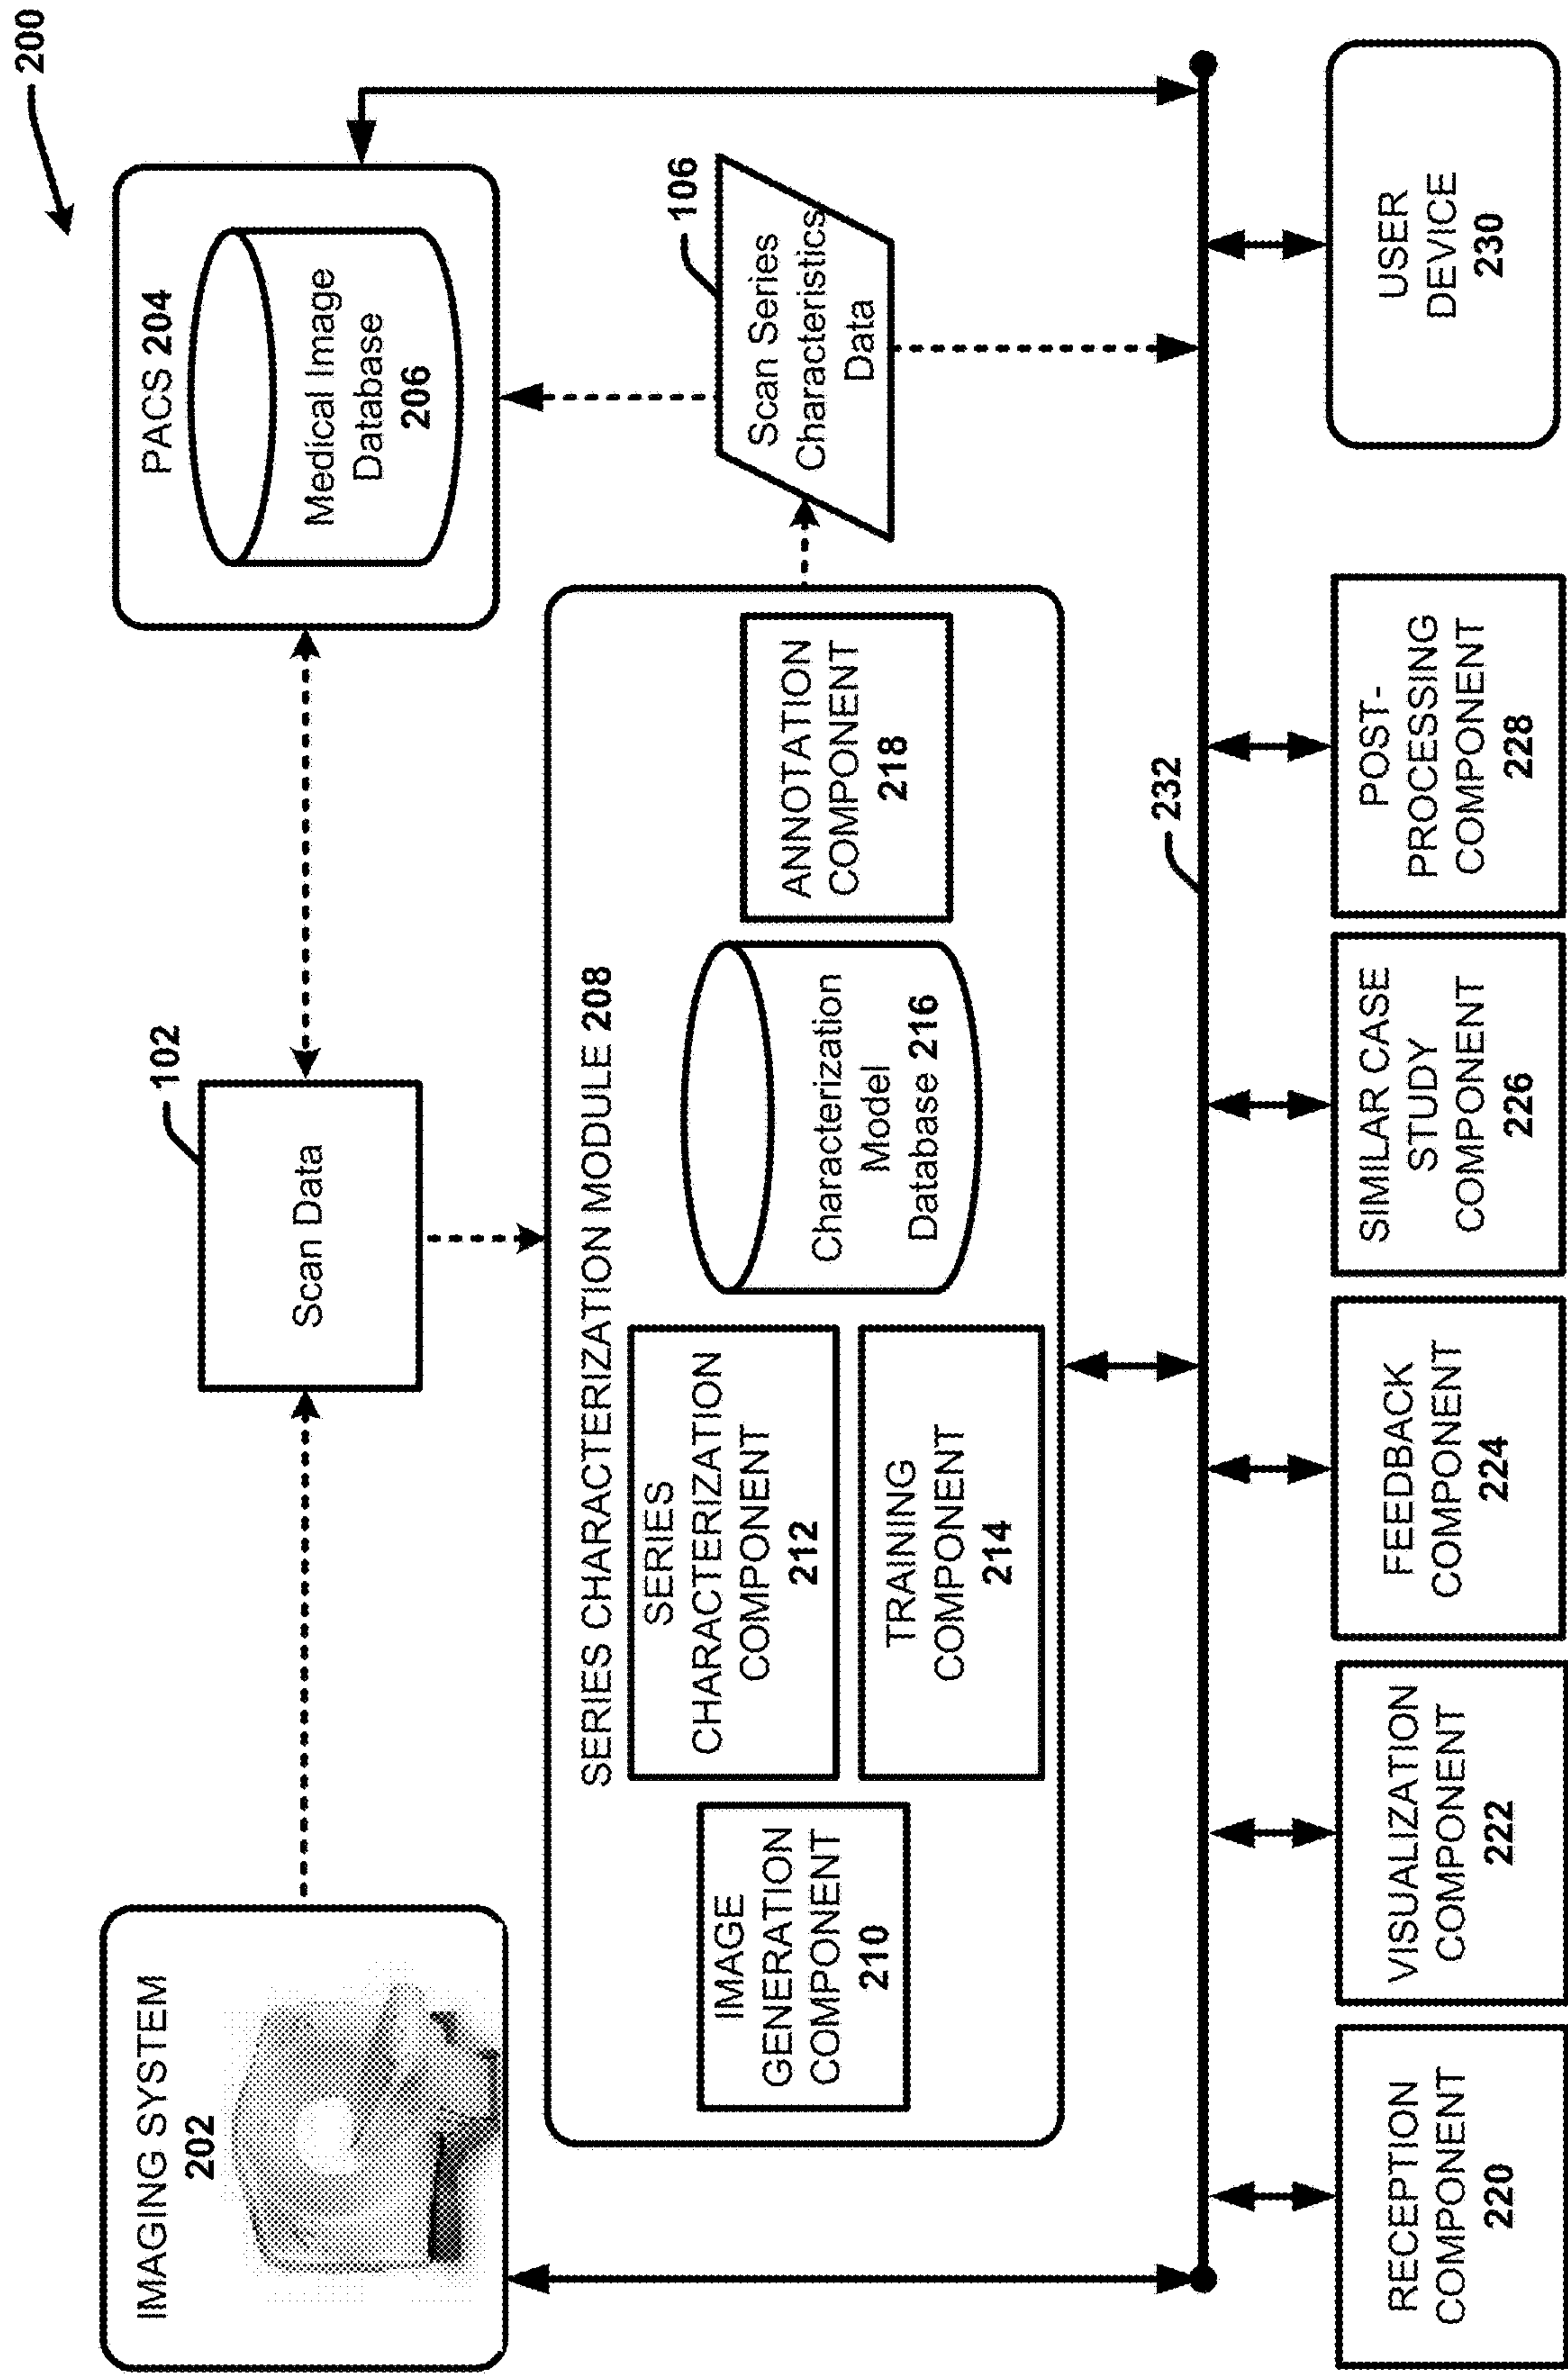 200
IMAGING SYSTEM
202
102
Scan Data
PACS 204
Medical Image
Database
206
SERIES CHARACTERIZATION MODULE 208
IMAGE
GENERATION
COMPONENT
210
SERIES
CHARACTERIZATION
COMPONENT
212
TRAINING
COMPONENT
214
Characterization
Model
Database 216
ANNOTATION
COMPONENT
218
106
Scan Series
Characteristics
Data
232
RECEPTION
COMPONENT
220
VISUALIZATION
COMPONENT
222
FEEDBACK
COMPONENT
224
SIMILAR CASE
STUDY
COMPONENT
226
POST-
PROCESSING
COMPONENT
228
USER
DEVICE
230